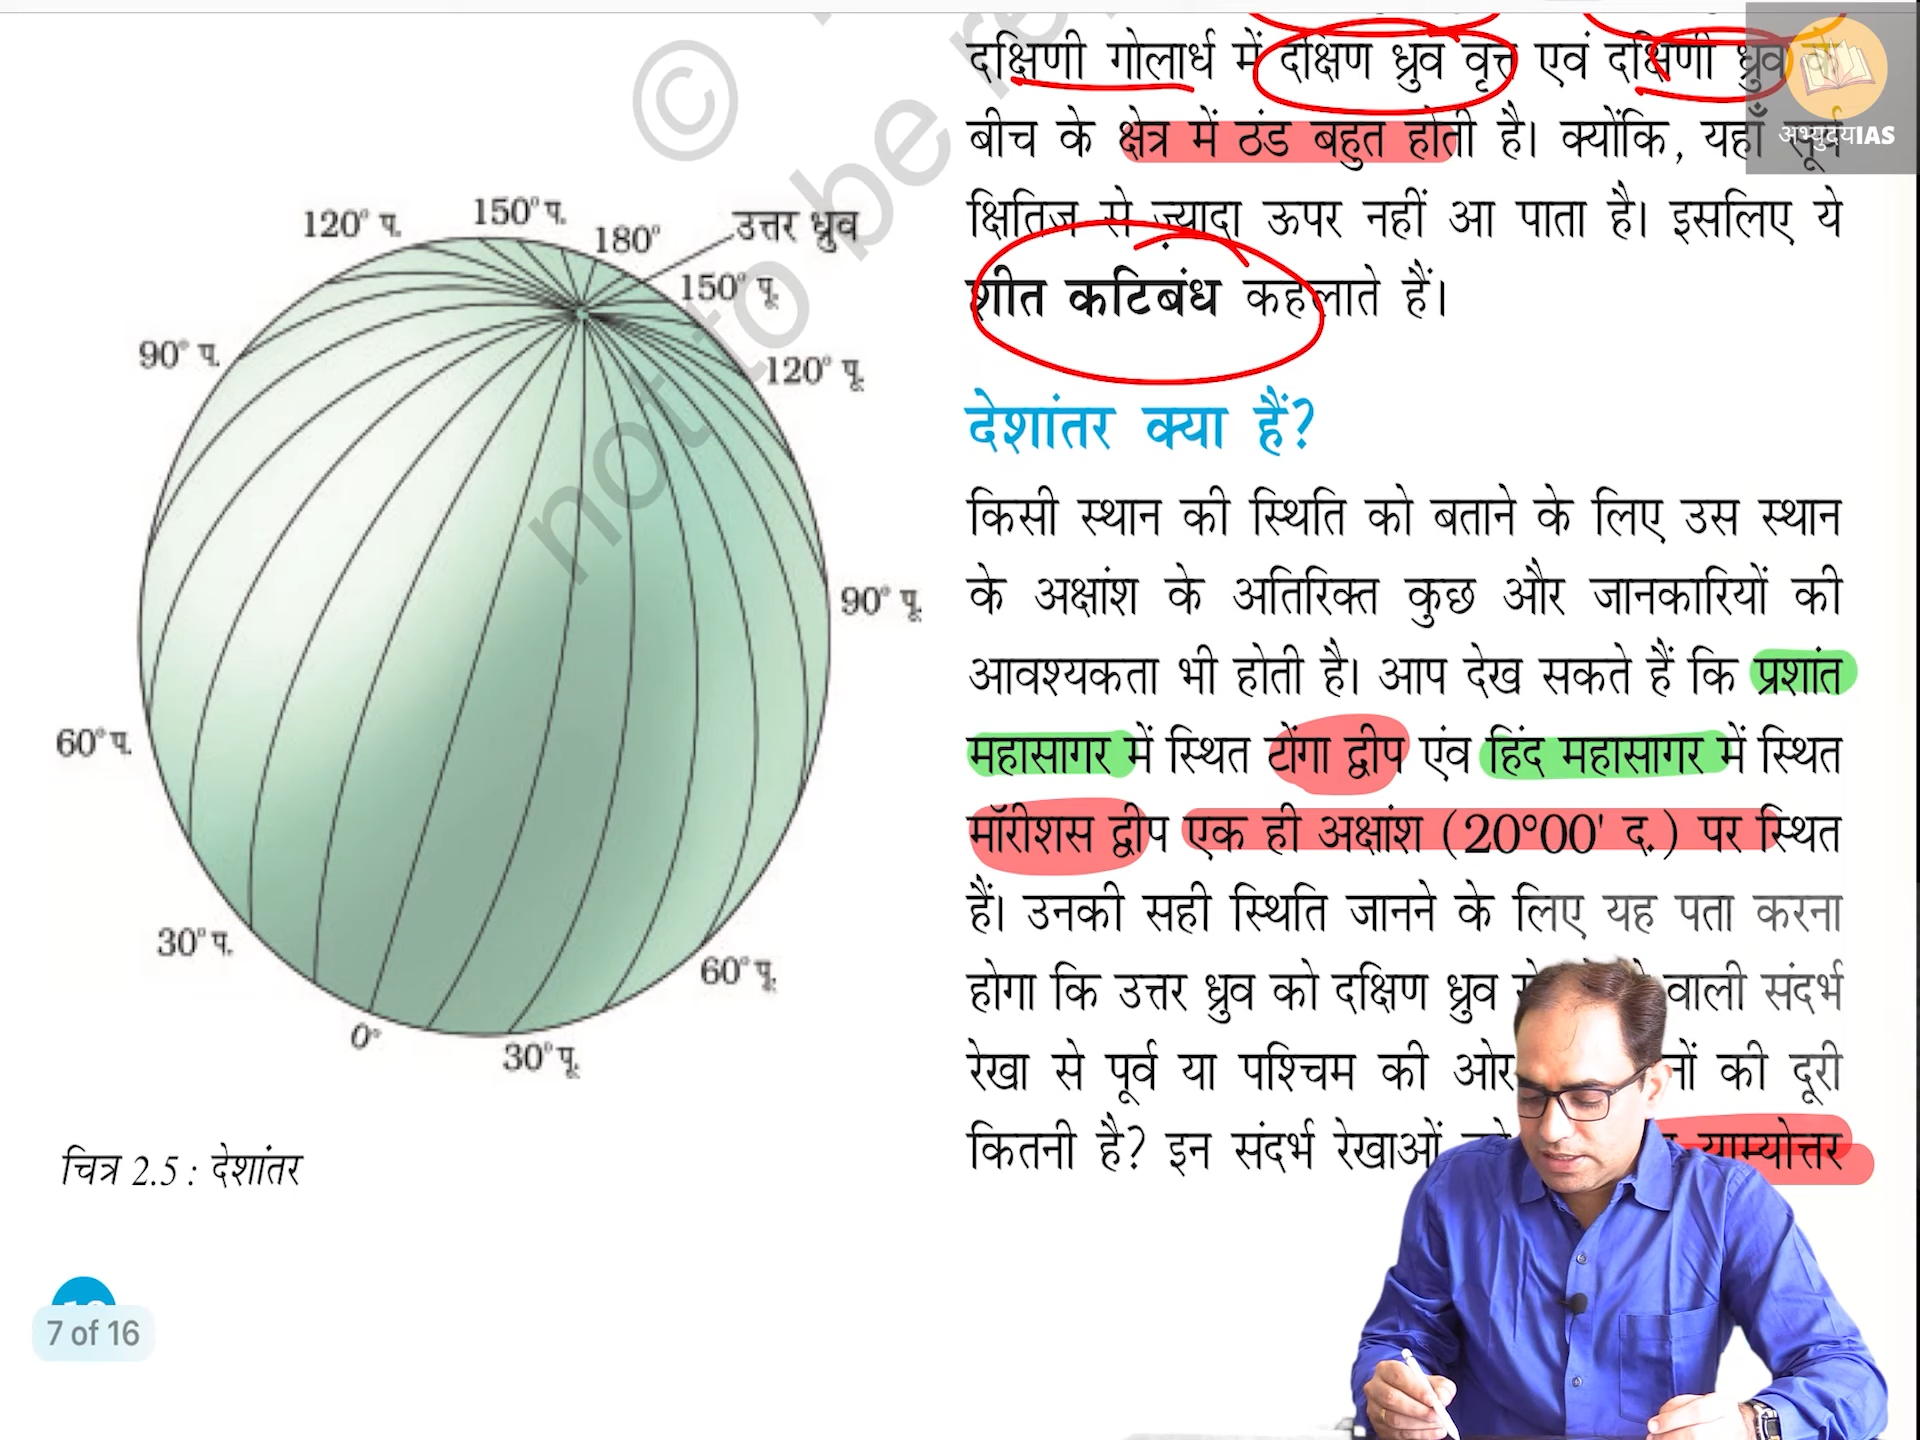 दक्षिणी गोलार्ध में दक्षिण ध्रुव वृत्त एवं दक्षिणी ध्रुव के
बीच के क्षेत्र में ठंड बहुत होती है। क्योंकि, यहाँ सूर्य
क्षितिज से ज़्यादा ऊपर नहीं आ पाता है। इसलिए ये
शीत कटिबंध कहलाते हैं।
देशांतर क्या हैं?
किसी स्थान की स्थिति को बताने के लिए उस स्थान
के अक्षांश के अतिरिक्त कुछ और जानकारियों की
आवश्यकता भी होती है। आप देख सकते हैं कि प्रशांत
महासागर में स्थित टोंगा द्वीप एंव हिंद महासागर में स्थित
मॉरीशस द्वीप एक ही अक्षांश (20°00' द.) पर स्थित
हैं। उनकी सही स्थिति जानने के लिए यह पता करना
होगा कि उत्तर ध्रुव को दक्षिण ध्रुव वाली संदर्भ
रेखा से पूर्व या पश्चिम की ओर की दूरी
कितनी है? इन संदर्भ रेखाओं याम्योत्तर
अभ्युदयIAS
120° प.
150° प.
180°
उत्तर ध्रुव
150° पू.
90° प.
120° पू.
90° पू.
60° प.
30° प.
60° पू.
0°
30° पू.
चित्र 2.5 : देशांतर
7 of 16
© not to be